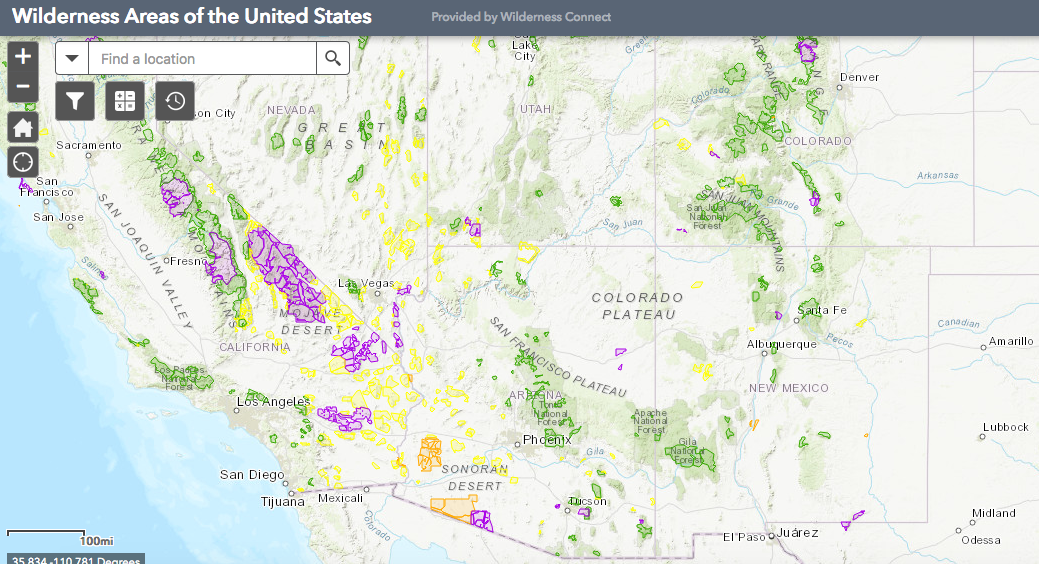 Wilderness Areas of the United States
Provided by Wilderness Connect
Lake
City
Find a location
Denver
on City
NEVADA
UTAH
GREAT
BASIN
Colorado
COLORADO
Sacramento
San
Francisco
San Jose
Arkansas
SAN JOAQUIN VALLEY
Salinas
Fresno
San Juan
San Juan
National
Forest
SAN JUAN MOUNTAINS
Grande
Las Vegas
COLORADO
PLATEAU
MOJAVE
DESERT
CALIFORNIA
SAN FRANCISCO PLATEAU
Santa Fe
Albuquerque
Pecos
Canadian
Amarillo
Los Padres
National
Forest
Los Angeles
ARIZONA
Tonto
National
Forest
NEW MEXICO
Apache
National
Forest
Gila
National
Forest
Phoenix
Gila
Lubbock
SONORAN
DESERT
San Diego
Tijuana
Mexicali
Colorado
Tucson
El Paso
Juárez
Midland
Odessa
100mi
35.834 -110.781 Degrees